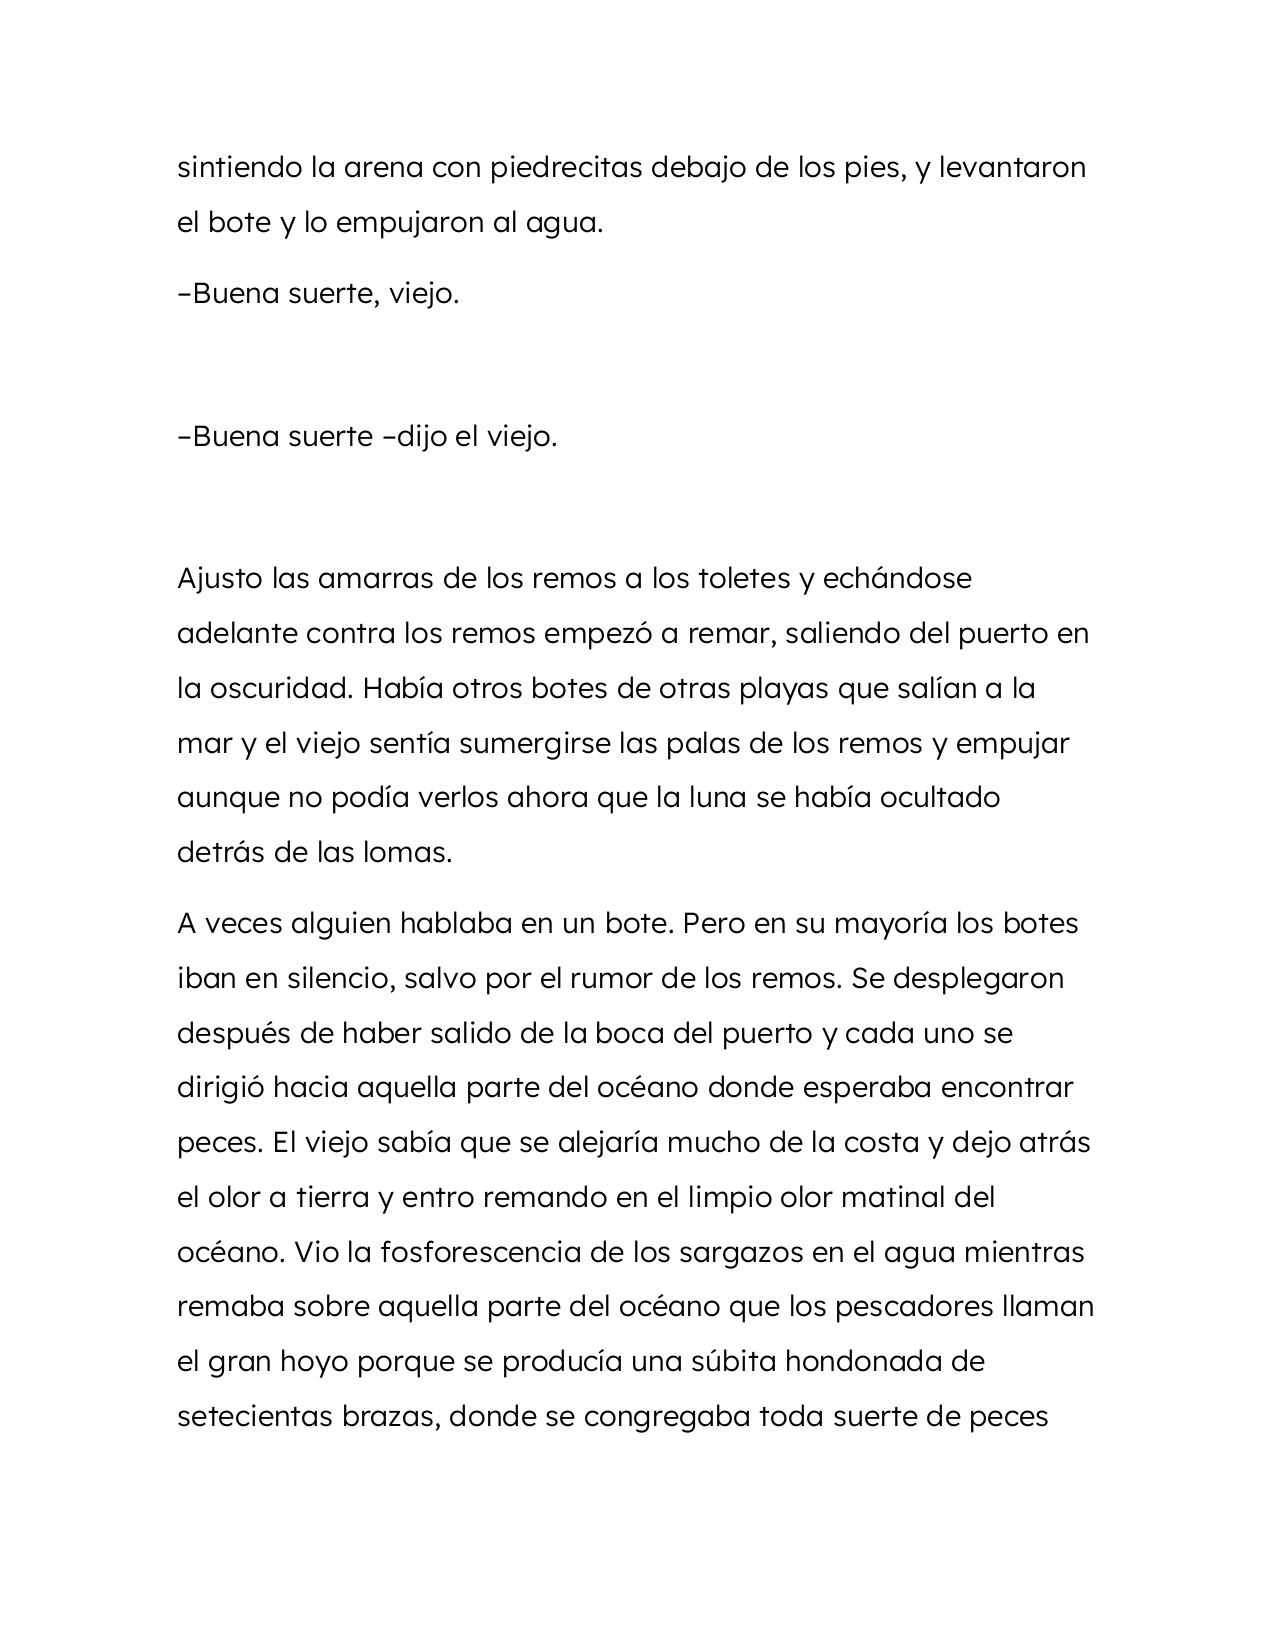 sintiendo la arena con piedrecitas debajo de los pies, y levantaron
el bote y lo empujaron al agua.
–Buena suerte, viejo.
–Buena suerte –dijo el viejo.
Ajusto las amarras de los remos a los toletes y echándose
adelante contra los remos empezó a remar, saliendo del puerto en
la oscuridad. Había otros botes de otras playas que salían a la
mar y el viejo sentía sumergirse las palas de los remos y empujar
aunque no podía verlos ahora que la luna se había ocultado
detrás de las lomas.
A veces alguien hablaba en un bote. Pero en su mayoría los botes
iban en silencio, salvo por el rumor de los remos. Se desplegaron
después de haber salido de la boca del puerto y cada uno se
dirigió hacia aquella parte del océano donde esperaba encontrar
peces. El viejo sabía que se alejaría mucho de la costa y dejo atrás
el olor a tierra y entro remando en el limpio olor matinal del
océano. Vio la fosforescencia de los sargazos en el agua mientras
remaba sobre aquella parte del océano que los pescadores llaman
el gran hoyo porque se producía una súbita hondonada de
setecientas brazas, donde se congregaba toda suerte de peces